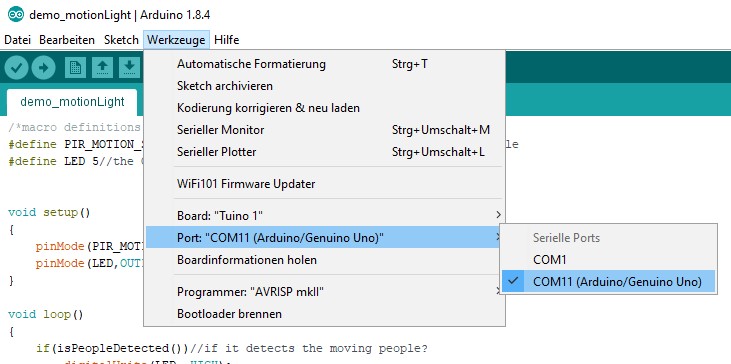 demo_motionLight | Arduino 1.8.4
Datei Bearbeiten Sketch Werkzeuge Hilfe
demo_motionLight
Automatische Formatierung Strg+T
Sketch archivieren
Kodierung korrigieren & neu laden
Serieller Monitor Strg+Umschalt+M
Serieller Plotter Strg+Umschalt+L
WiFi101 Firmware Updater
Board: "Tuino 1"
Port: "COM11 (Arduino/Genuino Uno)"
Boardinformationen holen
Programmer: "AVRISP mkII"
Bootloader brennen
Serielle Ports
COM1
COM11 (Arduino/Genuino Uno)
/*macro definitions
#define PIR_MOTION_
#define LED 5//the
void setup()
{
pinMode(PIR_MOT
pinMode(LED,OUT
}
void loop()
{
if(isPeopleDetected())//if it detects the moving people?